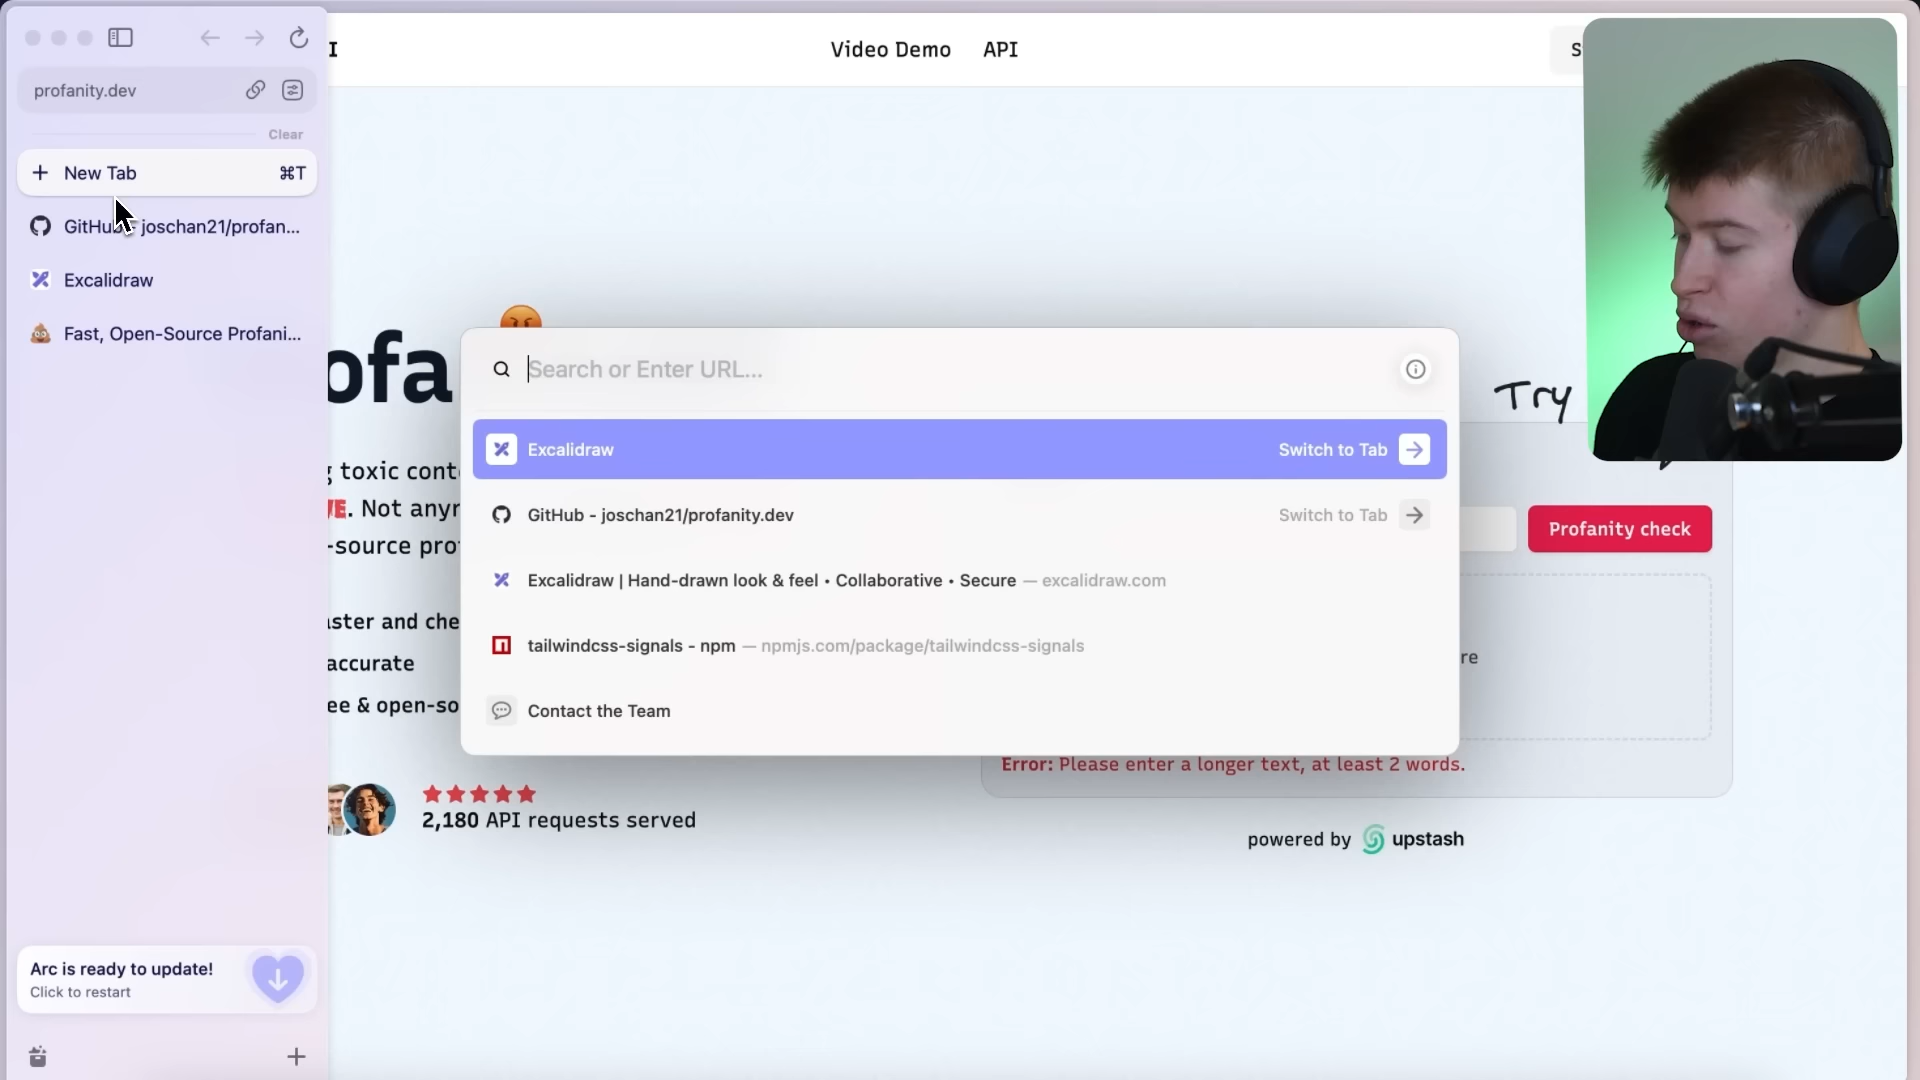 profanity.dev
Clear
New Tab ⌘T
GitHub - joschan21/profan...
Excalidraw
Fast, Open-Source Profani...
Arc is ready to update!
Click to restart
I
Video Demo API
S
ofa
Try
g toxic cont
VE. Not anyr
-source pro
Profanity check
aster and che
accurate
ee & open-so
re
Search or Enter URL...
Excalidraw Switch to Tab
GitHub - joschan21/profanity.dev Switch to Tab
Excalidraw | Hand-drawn look & feel • Collaborative • Secure — excalidraw.com
tailwindcss-signals - npm — npmjs.com/package/tailwindcss-signals
Contact the Team
Error: Please enter a longer text, at least 2 words.
2,180 API requests served
powered by upstash